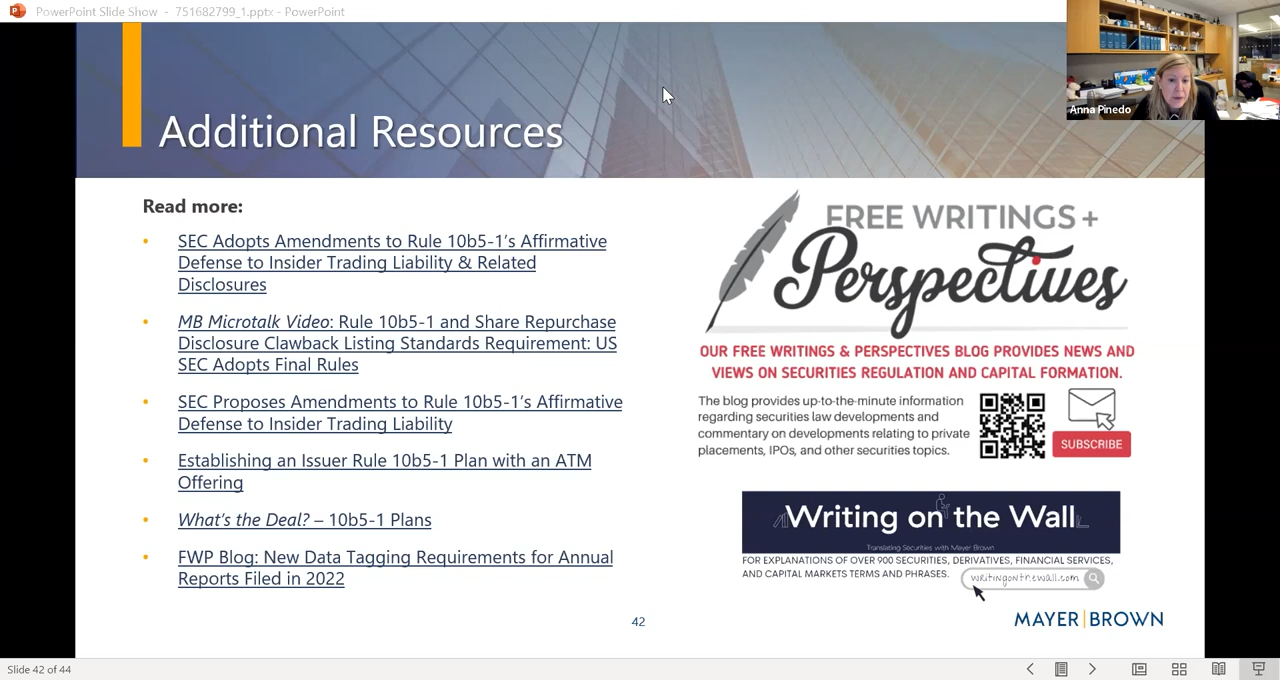 PowerPoint Slide Show - 751682799_1.pptx - PowerPoint
Anna Pinedo
Additional Resources
Read more:
• SEC Adopts Amendments to Rule 10b5-1’s Affirmative
Defense to Insider Trading Liability & Related
Disclosures
• MB Microtalk Video: Rule 10b5-1 and Share Repurchase
Disclosure Clawback Listing Standards Requirement: US
SEC Adopts Final Rules
• SEC Proposes Amendments to Rule 10b5-1’s Affirmative
Defense to Insider Trading Liability
• Establishing an Issuer Rule 10b5-1 Plan with an ATM
Offering
• What’s the Deal? – 10b5-1 Plans
• FWP Blog: New Data Tagging Requirements for Annual
Reports Filed in 2022
FREE WRITINGS +
Perspectives
OUR FREE WRITINGS & PERSPECTIVES BLOG PROVIDES NEWS AND
VIEWS ON SECURITIES REGULATION AND CAPITAL FORMATION.
The blog provides up-to-the-minute information
regarding securities law developments and
commentary on developments relating to private
placements, IPOs, and other securities topics.
SUBSCRIBE
Writing on the Wall
Translating Securities with Mayer Brown
FOR EXPLANATIONS OF OVER 900 SECURITIES, DERIVATIVES, FINANCIAL SERVICES,
AND CAPITAL MARKETS TERMS AND PHRASES.
writingonthewall.com
42
MAYER|BROWN
Slide 42 of 44